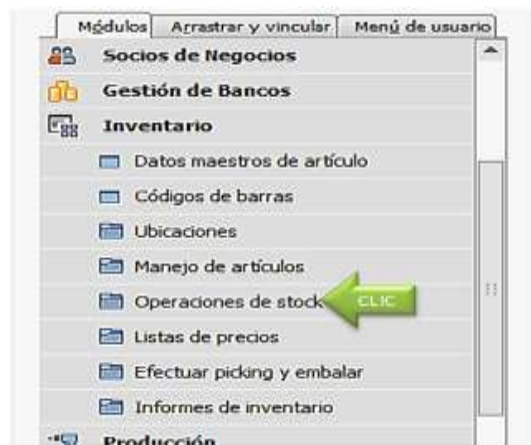 Módulos Arrastrar y vincular Menú de usuario
Socios de Negocios
Gestión de Bancos
Inventario
Datos maestros de artículo
Códigos de barras
Ubicaciones
Manejo de artículos
Operaciones de stock CLIC
Listas de precios
Efectuar picking y embalar
Informes de inventario
Producción